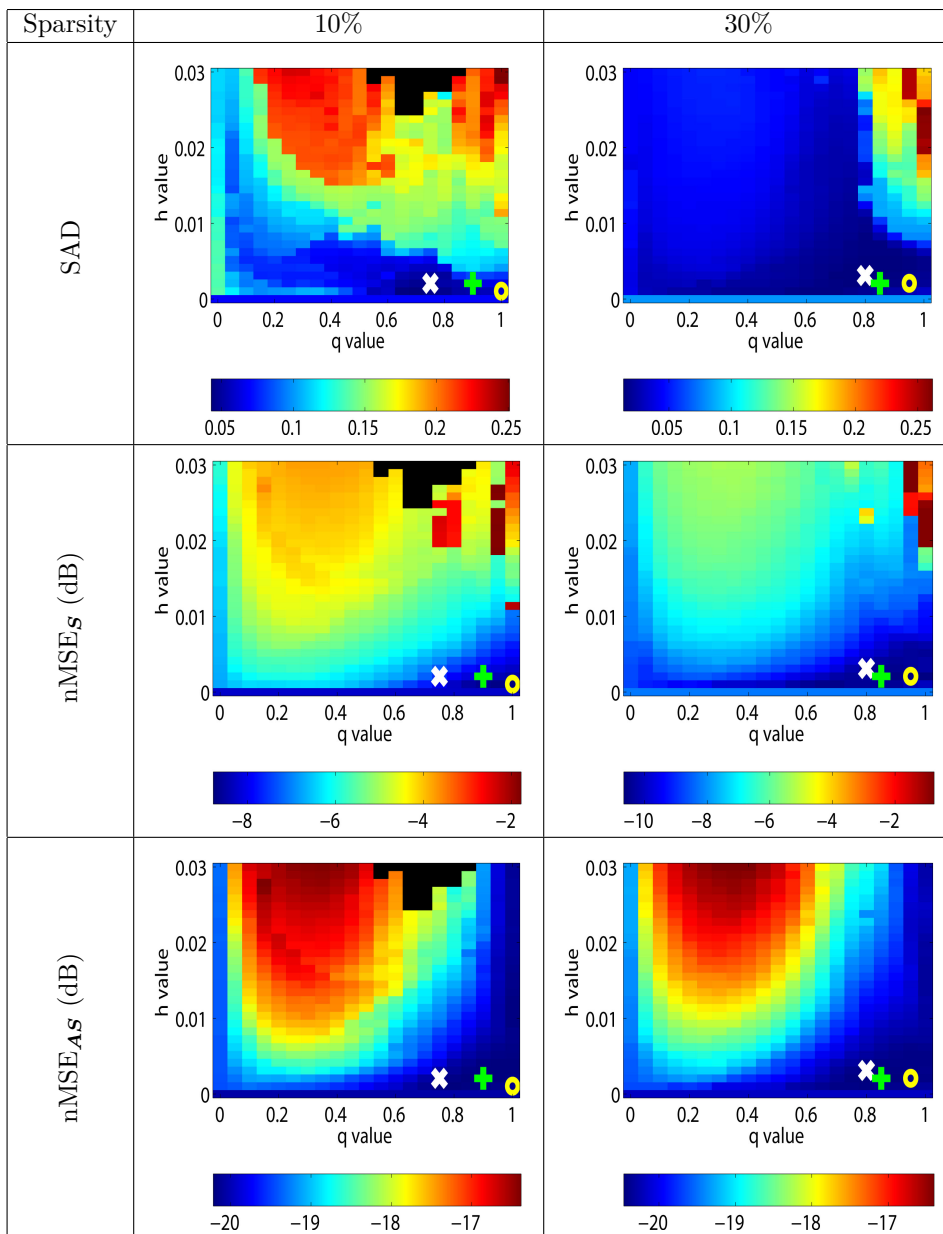 Sparsity 10% 30%
SAD
h value
0.03
0.02
0.01
0
0 0.2 0.4 0.6 0.8 1
q value
0.05 0.1 0.15 0.2 0.25
h value
0.03
0.02
0.01
0
0 0.2 0.4 0.6 0.8 1
q value
0.05 0.1 0.15 0.2 0.25
nMSE_S (dB)
h value
0.03
0.02
0.01
0
0 0.2 0.4 0.6 0.8 1
q value
−8 −6 −4 −2
h value
0.03
0.02
0.01
0
0 0.2 0.4 0.6 0.8 1
q value
−10 −8 −6 −4 −2
nMSE_AS (dB)
h value
0.03
0.02
0.01
0
0 0.2 0.4 0.6 0.8 1
q value
−20 −19 −18 −17
h value
0.03
0.02
0.01
0
0 0.2 0.4 0.6 0.8 1
q value
−20 −19 −18 −17